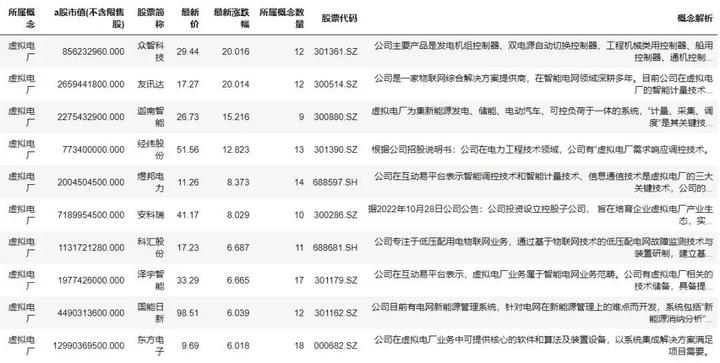 所属概念 a股市值(不含限售股) 股票简称 最新价 最新涨跌幅 所属概念数量 股票代码 概念解析
虚拟电厂 856232960.000 众智科技 29.44 20.016 12 301361.SZ 公司主要产品是发电机组控制器、双电源自动切换控制器、工程机械类用控制器、船用控制器、通机控制...
虚拟电厂 2659441800.000 友讯达 17.27 20.014 12 300514.SZ 公司是一家物联网综合解决方案提供商，在智能电网领域深耕多年。目前公司在虚拟电厂的智能计量技术...
虚拟电厂 2275432900.000 迦南智能 26.73 15.216 9 300880.SZ 虚拟电厂为集新能源发电、储能、电动汽车、可控负荷于一体的系统，"计量、采集、调度"是其关键技...
虚拟电厂 773400000.000 经纬股份 51.56 12.823 13 301390.SZ 根据公司招股说明书：公司在电力工程技术领域，公司有"虚拟电厂需求响应调控技术。
虚拟电厂 2004504500.000 煜邦电力 11.26 8.373 14 688597.SH 公司在互动易平台表示智能调控技术和智能计量技术、信息通信技术是虚拟电厂的三大关键技术，公司的...
虚拟电厂 7189954500.000 安科瑞 41.17 8.029 10 300286.SZ 据2022年10月28日公司公告：公司投资设立控股子公司， 旨在培育企业虚拟电厂产业生态，实...
虚拟电厂 1131721280.000 科汇股份 17.23 6.687 11 688681.SH 公司专注于低压配用电物联网业务，通过基于物联网技术的低压配电网故障监测技术与装置研制，建立基...
虚拟电厂 1977426000.000 泽宇智能 33.29 6.665 17 301179.SZ 公司在互动易平台表示，虚拟电厂业务属于智能电网业务范畴。公司有虚拟电厂相关的技术储备，具备提...
虚拟电厂 4490313600.000 国能日新 98.51 6.039 12 301162.SZ 公司目前有电网新能源管理系统，针对电网在新能源管理上的难点而开发，系统包括"新能源消纳分析"...
虚拟电厂 12990369500.000 东方电子 9.69 6.018 18 000682.SZ 公司在虚拟电厂业务中可提供核心的软件和算法及装置设备，以系统集成解决方案满足项目需要。